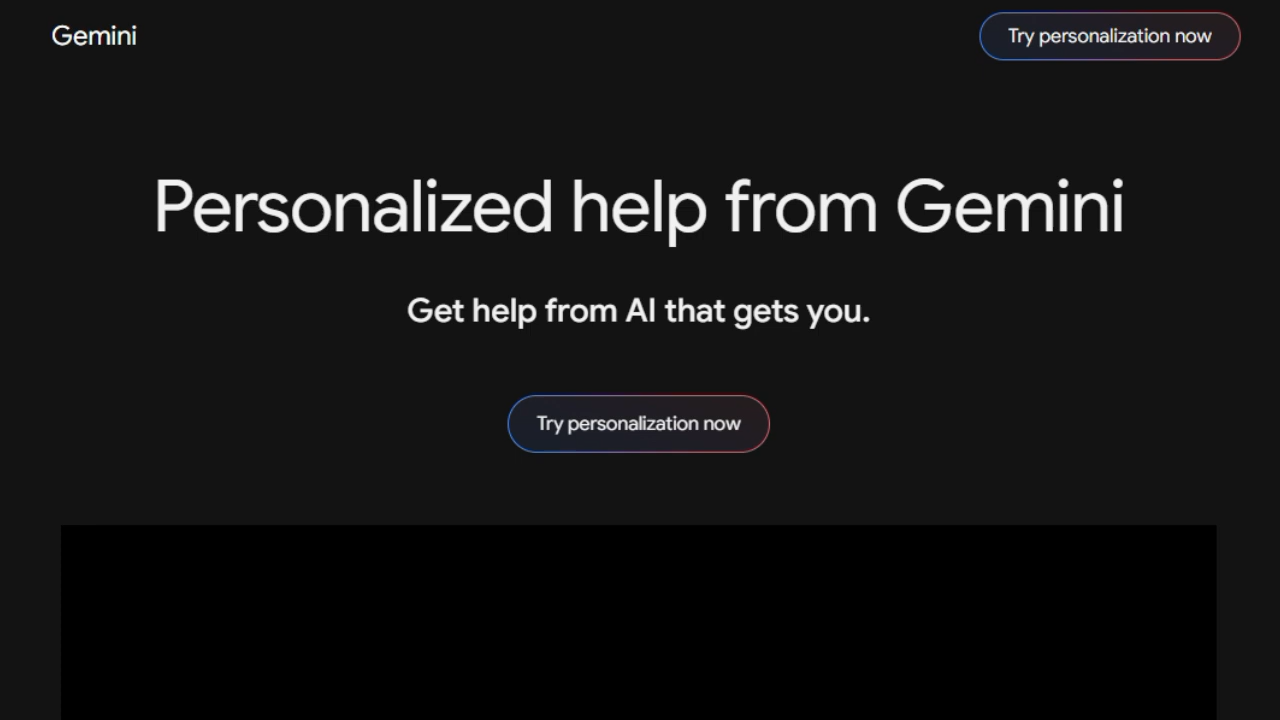 Gemini
Try personalization now
Personalized help from Gemini
Get help from AI that gets you.
Try personalization now